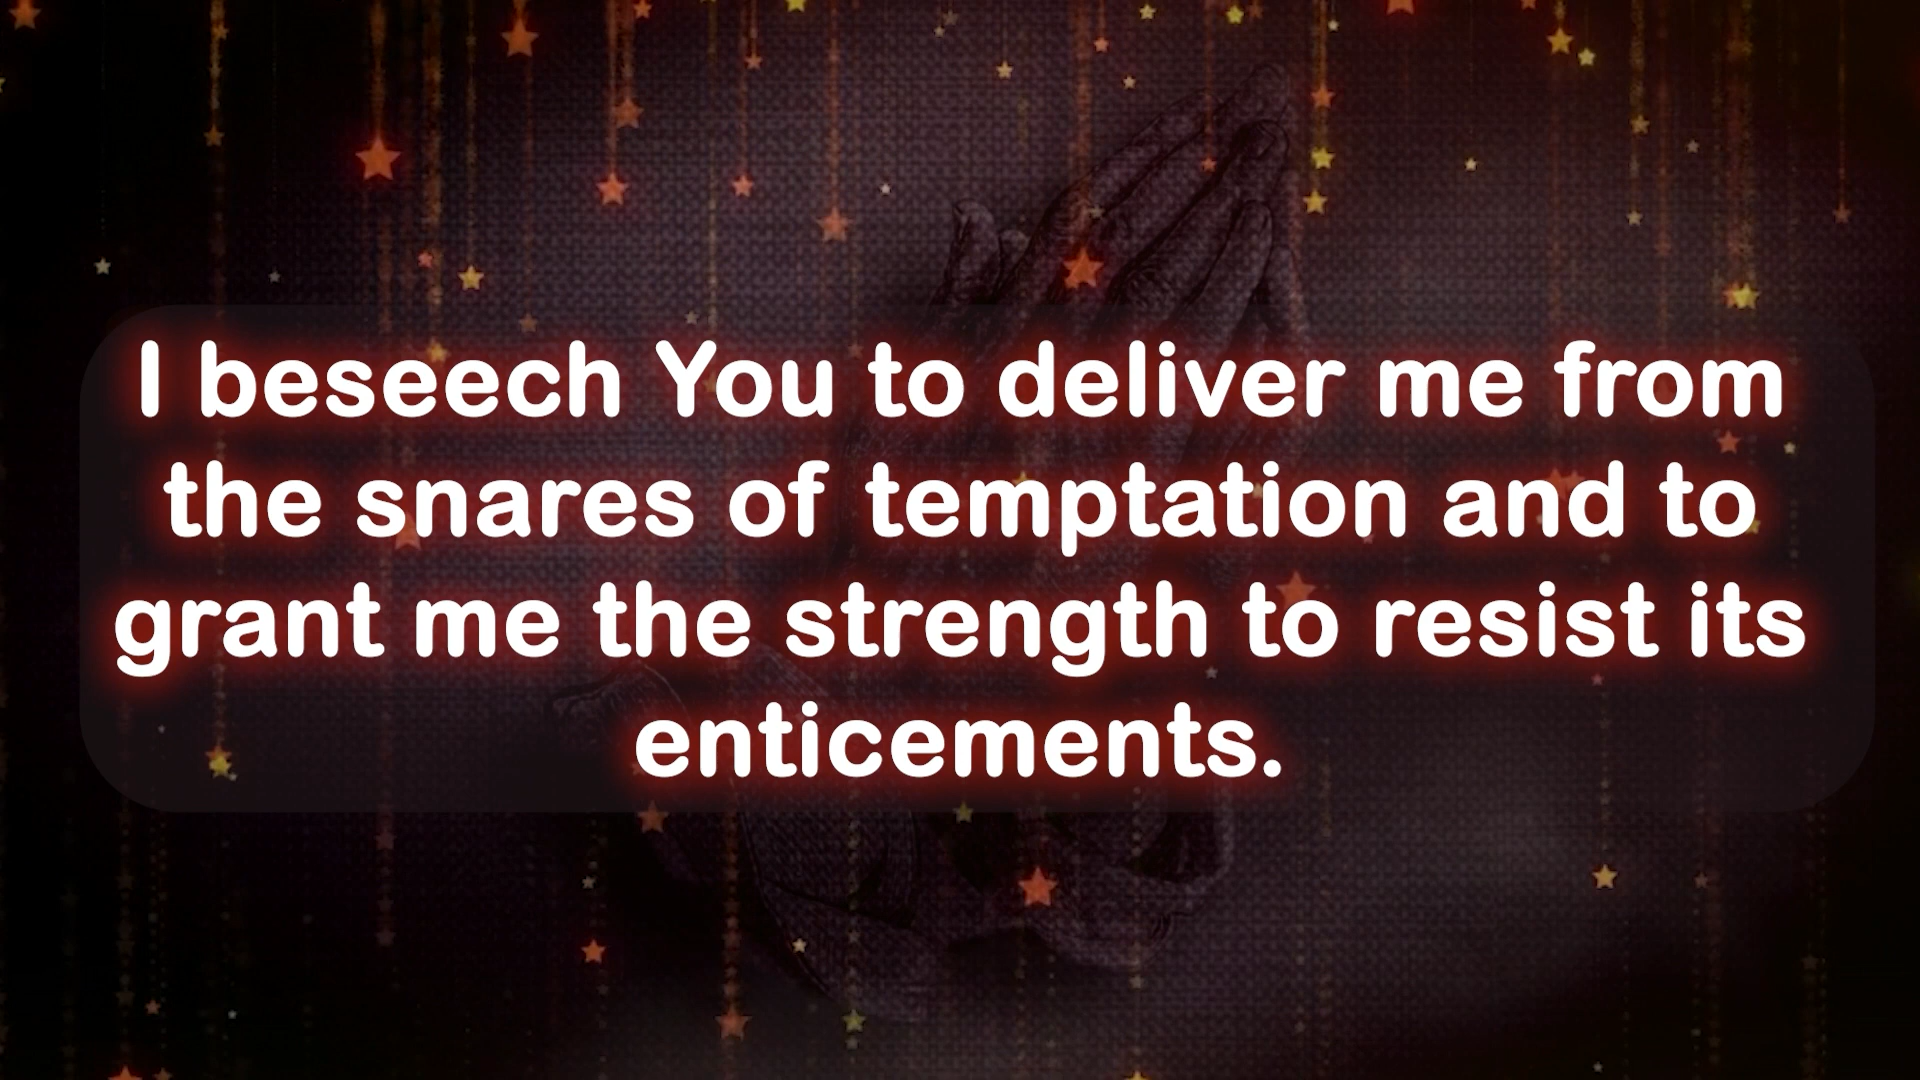 I beseech You to deliver me from
the snares of temptation and to
grant me the strength to resist its
enticements.